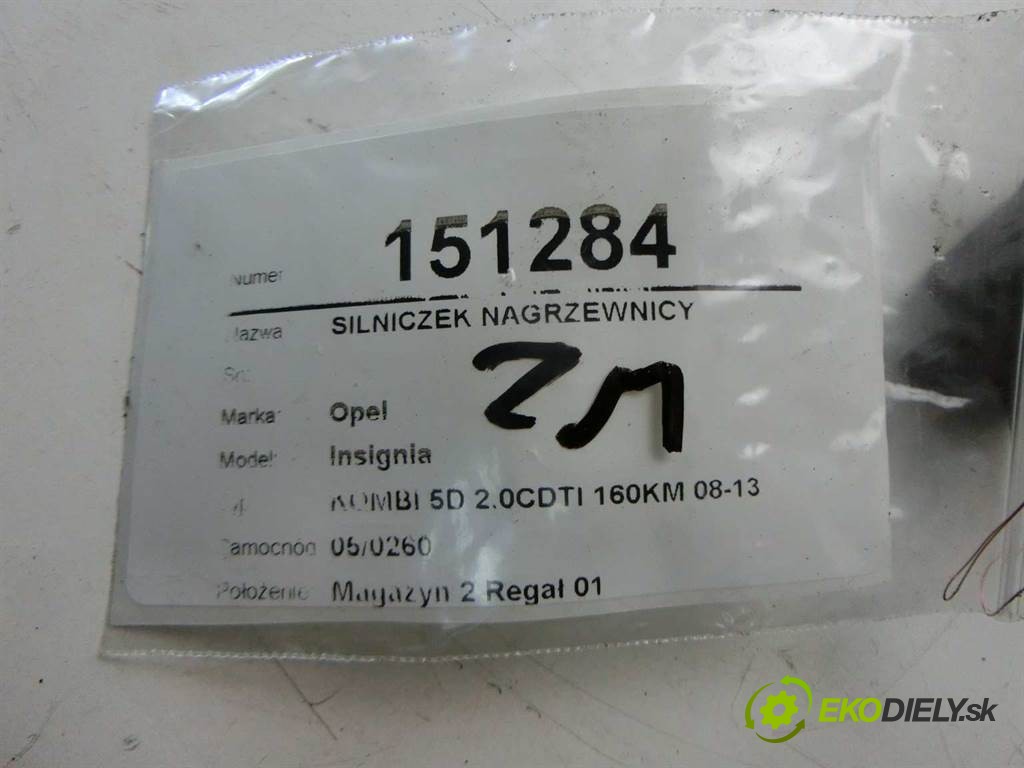 Numer 151284
Nazwa SILNICZEK NAGRZEWNICY
Marka: Opel
Model: Insignia
KOMBI 5D 2.0CDTI 160KM 08-13
Samochód 05/0260
Położenie Magazyn 2 Regał 01
EKODIELY.sk